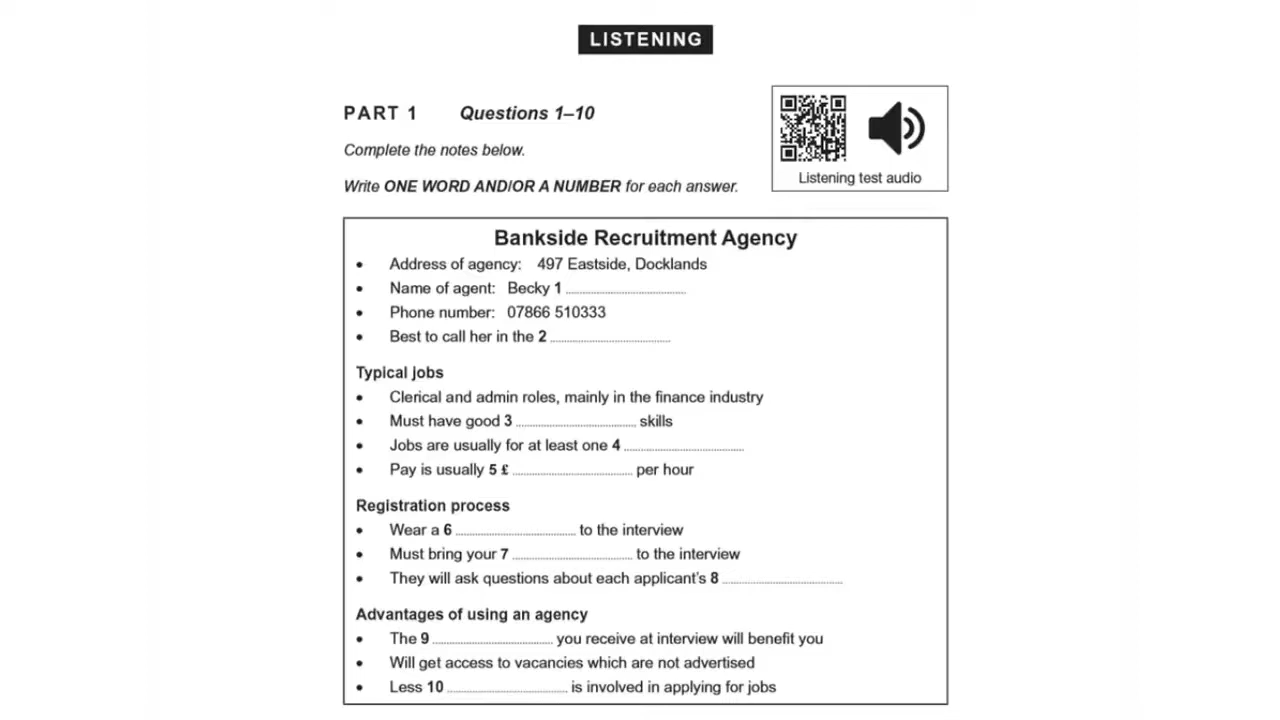 LISTENING
PART 1 Questions 1–10
Complete the notes below.
Write ONE WORD AND/OR A NUMBER for each answer.
Listening test audio
Bankside Recruitment Agency
• Address of agency: 497 Eastside, Docklands
• Name of agent: Becky 1 ....................
• Phone number: 07866 510333
• Best to call her in the 2 ....................
Typical jobs
• Clerical and admin roles, mainly in the finance industry
• Must have good 3 .................... skills
• Jobs are usually for at least one 4 ....................
• Pay is usually 5 £ .................... per hour
Registration process
• Wear a 6 .................... to the interview
• Must bring your 7 .................... to the interview
• They will ask questions about each applicant's 8 ....................
Advantages of using an agency
• The 9 .................... you receive at interview will benefit you
• Will get access to vacancies which are not advertised
• Less 10 .................... is involved in applying for jobs